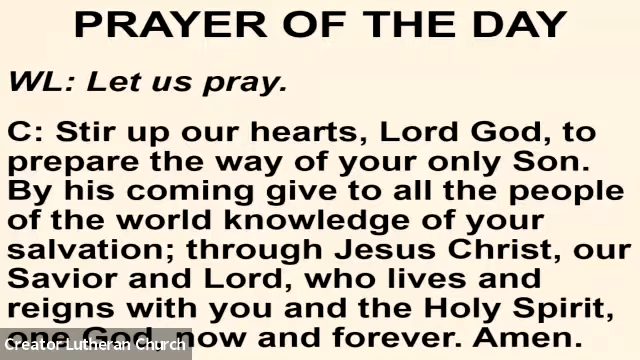 PRAYER OF THE DAY
WL: Let us pray.
C: Stir up our hearts, Lord God, to
prepare the way of your only Son.
By his coming give to all the people
of the world knowledge of your
salvation; through Jesus Christ, our
Savior and Lord, who lives and
reigns with you and the Holy Spirit,
one God, now and forever. Amen.
Creator Lutheran Church